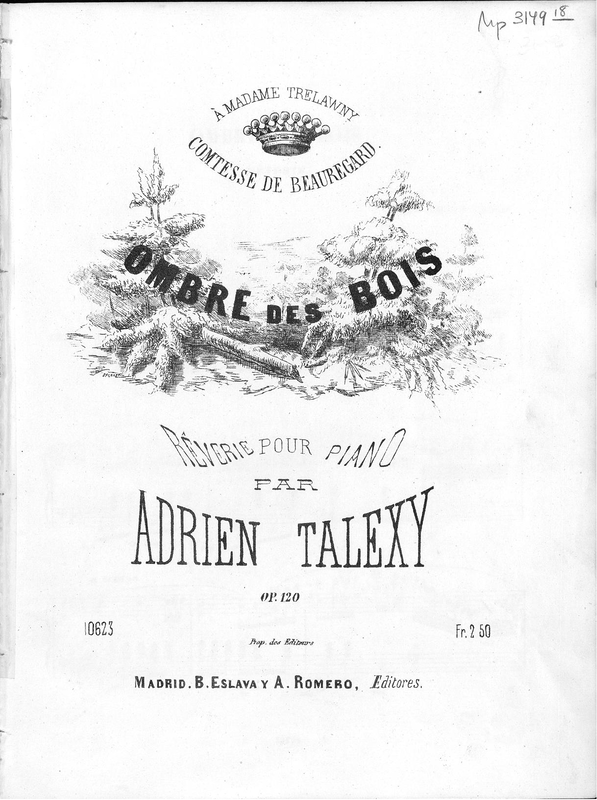 Mp 3149 18
À MADAME TRELAWNY
COMTESSE DE BEAUREGARD.
OMBRE DES BOIS
RÊVERIE POUR PIANO
PAR
ADRIEN TALEXY
OP. 120
10623
Fr. 2 50
Prop. des Editeurs
MADRID. B. ESLAVA Y A. ROMERO, Editores.